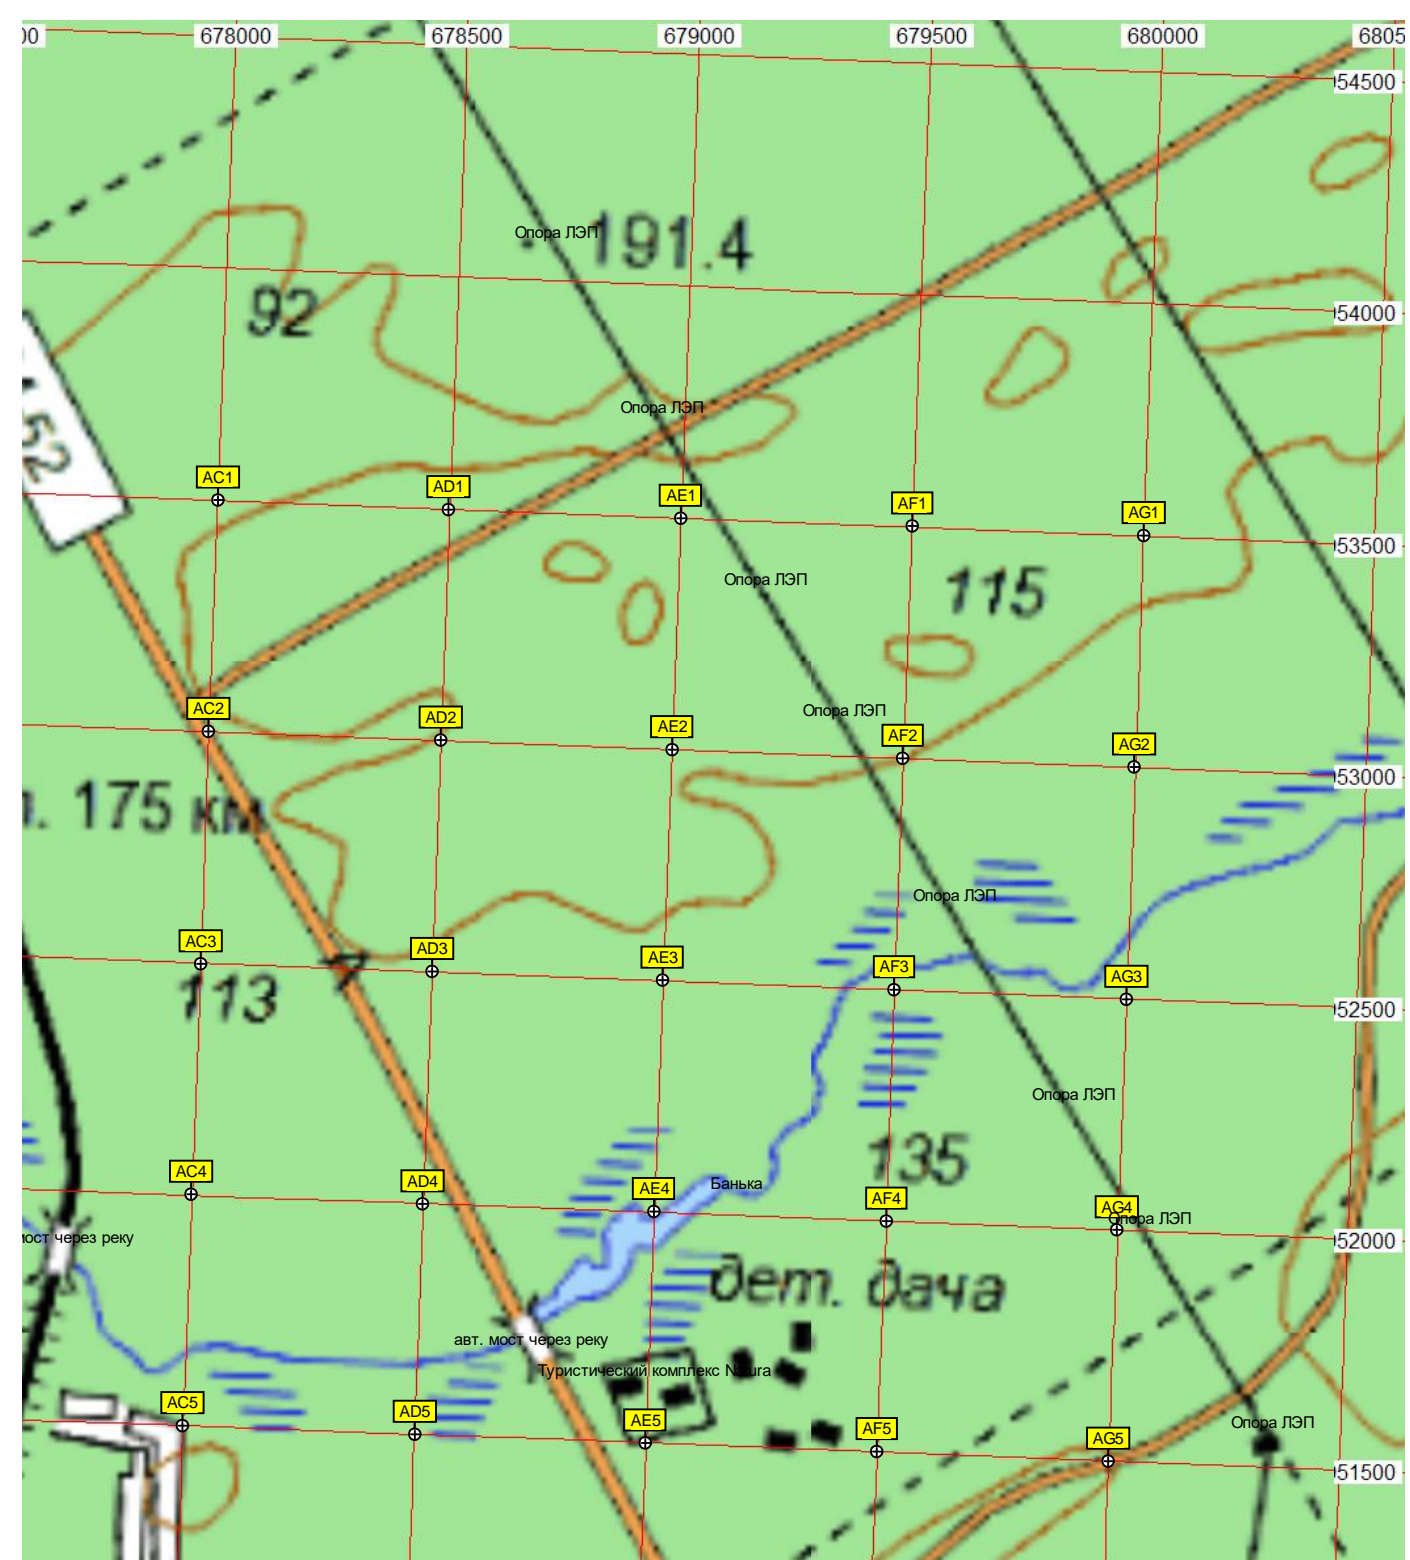 00 678000 678500 679000 679500 680000 6805
54500
Опора ЛЭП 191.4
92
54000
Опора ЛЭП
52
AC1 AD1 AE1 AF1 AG1
53500
Опора ЛЭП 115
AC2 AD2 AE2 AF2 AG2
Опора ЛЭП
53000
175 км
Опора ЛЭП
AC3 AD3 AE3 AF3 AG3
113
52500
Опора ЛЭП
135
AC4 AD4 AE4 AF4 AG4
Банька
Опора ЛЭП
мост через реку
52000
дет. дача
авт. мост через реку
Туристический комплекс Natura
AC5 AD5 AE5 AF5 AG5
Опора ЛЭП
51500